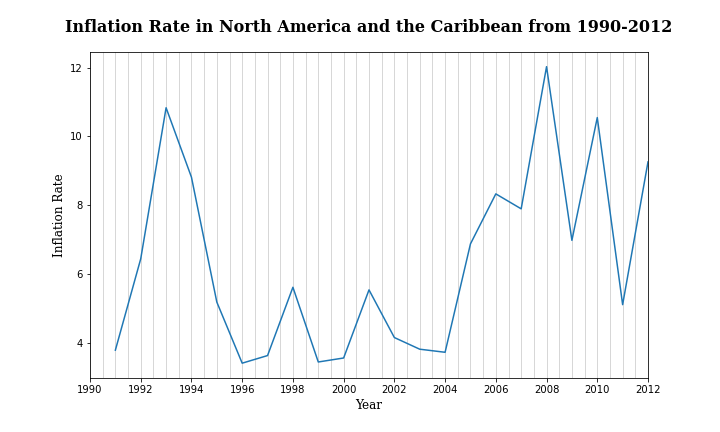 Inflation Rate in North America and the Caribbean from 1990-2012
12
10
8
6
4
Inflation Rate
1990 1992 1994 1996 1998 2000 2002 2004 2006 2008 2010 2012
Year